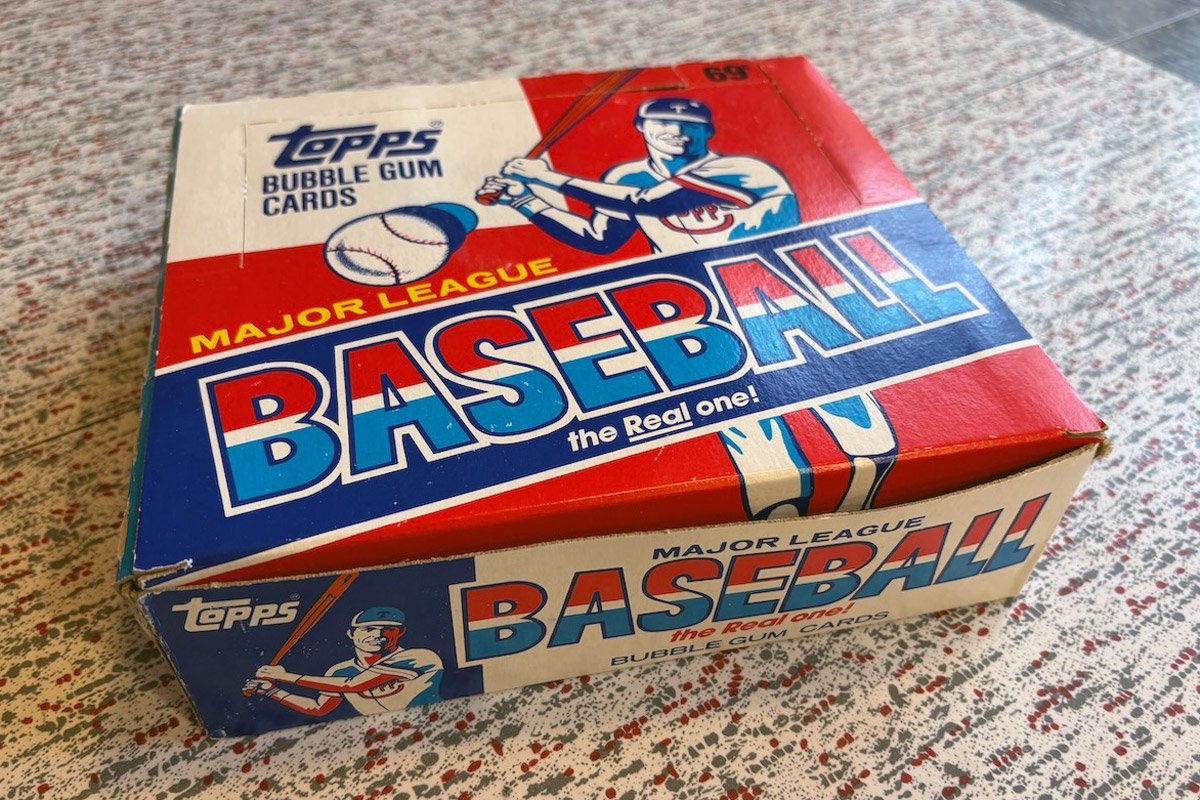 69¢
TOPPS®
BUBBLE GUM
CARDS
MAJOR LEAGUE
BASEBALL
the Real one!
TOPPS®
MAJOR LEAGUE
BASEBALL
the Real one!
BUBBLE GUM CARDS